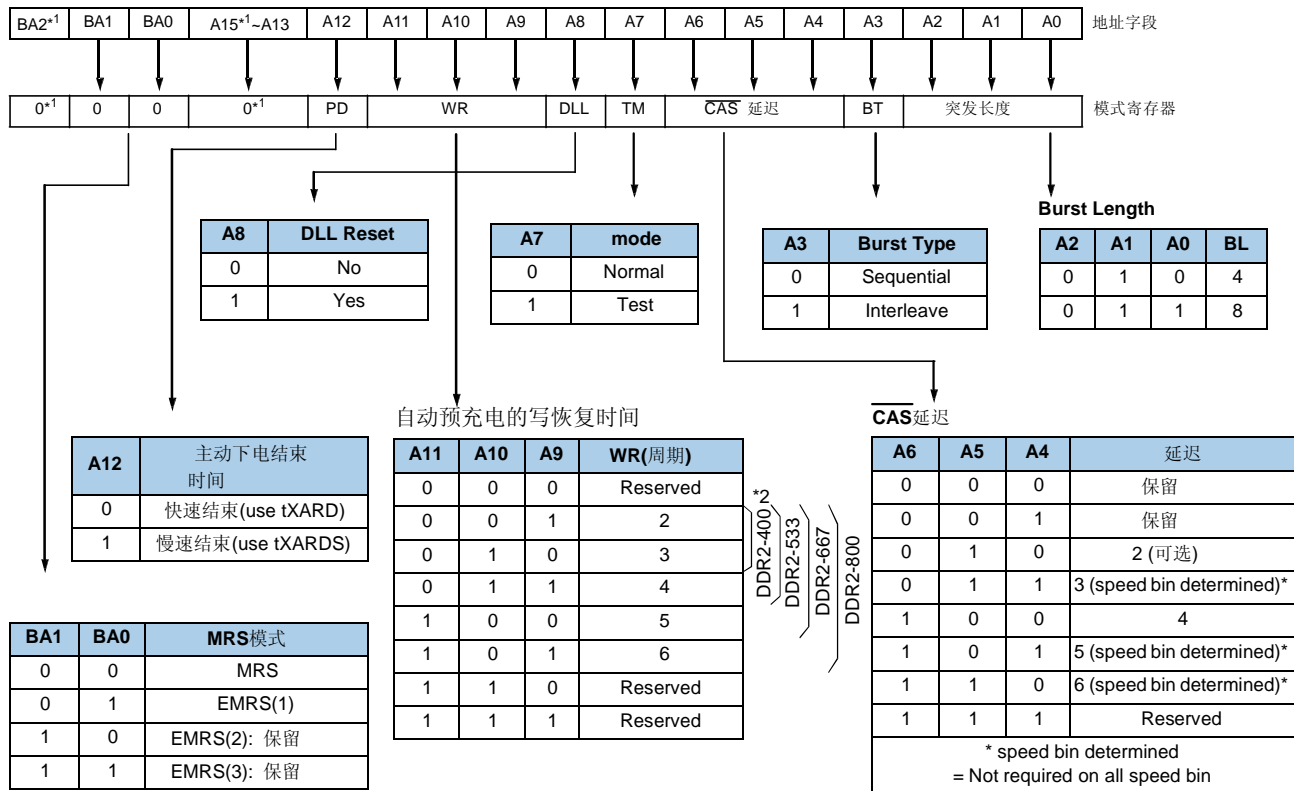 BA2*1 BA1 BA0 A15*1~A13 A12 A11 A10 A9 A8 A7 A6 A5 A4 A3 A2 A1 A0 地址字段
0*1 0 0 0*1 PD WR DLL TM CAS 延迟 BT 突发长度 模式寄存器
A8 DLL Reset
0 No
1 Yes
A7 mode
0 Normal
1 Test
A3 Burst Type
0 Sequential
1 Interleave
Burst Length
A2 A1 A0 BL
0 1 0 4
0 1 1 8
A12 主动下电结束
时间
0 快速结束(use tXARD)
1 慢速结束(use tXARDS)
自动预充电的写恢复时间
A11 A10 A9 WR(周期)
0 0 0 Reserved
0 0 1 2
0 1 0 3
0 1 1 4
1 0 0 5
1 0 1 6
1 1 0 Reserved
1 1 1 Reserved
*2
DDR2-400
DDR2-533
DDR2-667
DDR2-800
CAS延迟
A6 A5 A4 延迟
0 0 0 保留
0 0 1 保留
0 1 0 2 (可选)
0 1 1 3 (speed bin determined)*
1 0 0 4
1 0 1 5 (speed bin determined)*
1 1 0 6 (speed bin determined)*
1 1 1 Reserved
* speed bin determined
= Not required on all speed bin
BA1 BA0 MRS模式
0 0 MRS
0 1 EMRS(1)
1 0 EMRS(2): 保留
1 1 EMRS(3): 保留